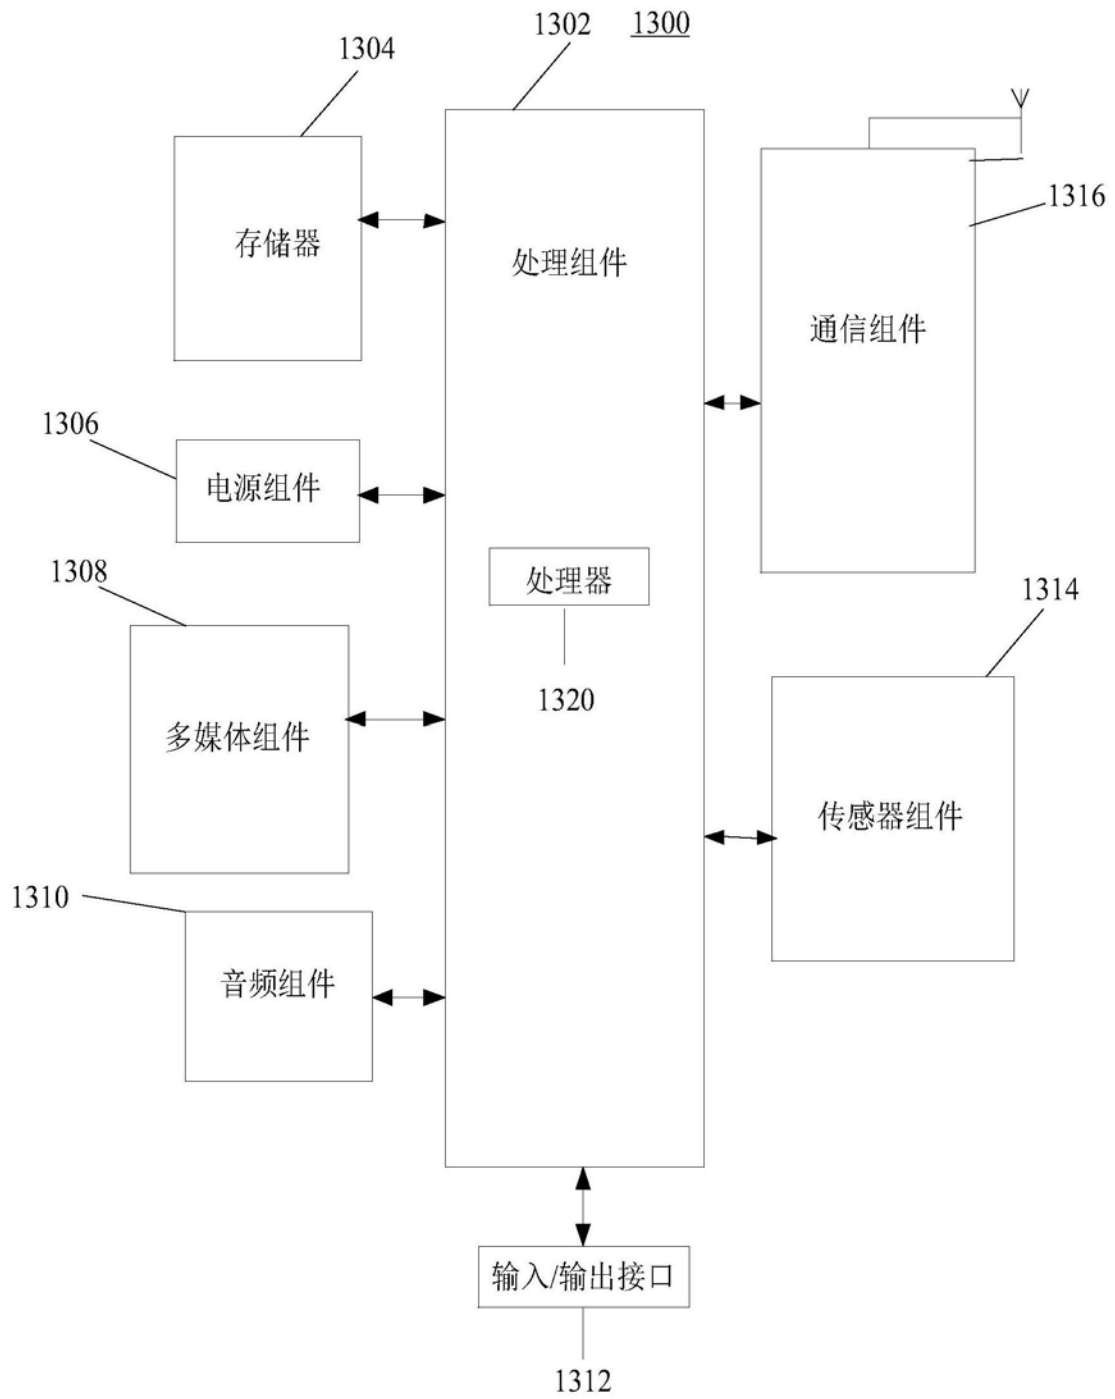 1302
1300
1304
存储器
处理组件
1316
通信组件
1306
电源组件
处理器
1308
1314
1320
多媒体组件
传感器组件
1310
音频组件
输入/输出接口
1312